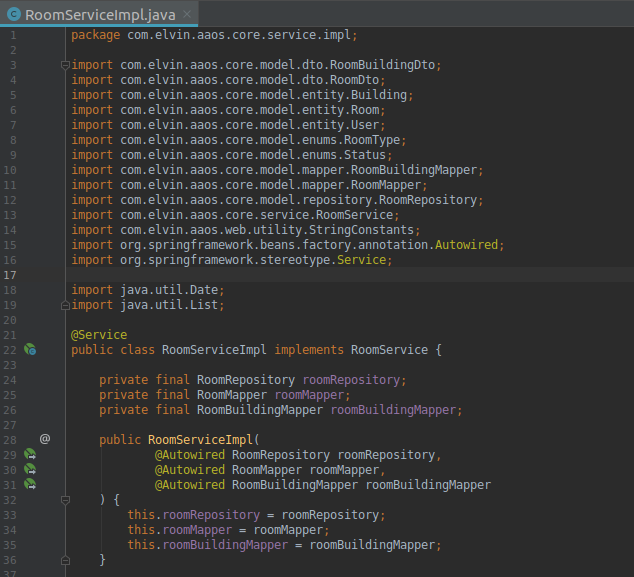 RoomServiceImpl.java
1 package com.elvin.aaos.core.service.impl;
2
3 import com.elvin.aaos.core.model.dto.RoomBuildingDto;
4 import com.elvin.aaos.core.model.dto.RoomDto;
5 import com.elvin.aaos.core.model.entity.Building;
6 import com.elvin.aaos.core.model.entity.Room;
7 import com.elvin.aaos.core.model.entity.User;
8 import com.elvin.aaos.core.model.enums.RoomType;
9 import com.elvin.aaos.core.model.enums.Status;
10 import com.elvin.aaos.core.model.mapper.RoomBuildingMapper;
11 import com.elvin.aaos.core.model.mapper.RoomMapper;
12 import com.elvin.aaos.core.model.repository.RoomRepository;
13 import com.elvin.aaos.core.service.RoomService;
14 import com.elvin.aaos.web.utility.StringConstants;
15 import org.springframework.beans.factory.annotation.Autowired;
16 import org.springframework.stereotype.Service;
17
18 import java.util.Date;
19 import java.util.List;
20
21 @Service
22 public class RoomServiceImpl implements RoomService {
23
24     private final RoomRepository roomRepository;
25     private final RoomMapper roomMapper;
26     private final RoomBuildingMapper roomBuildingMapper;
27
28 @   public RoomServiceImpl(
29             @Autowired RoomRepository roomRepository,
30             @Autowired RoomMapper roomMapper,
31             @Autowired RoomBuildingMapper roomBuildingMapper
32     ) {
33         this.roomRepository = roomRepository;
34         this.roomMapper = roomMapper;
35         this.roomBuildingMapper = roomBuildingMapper;
36     }
37